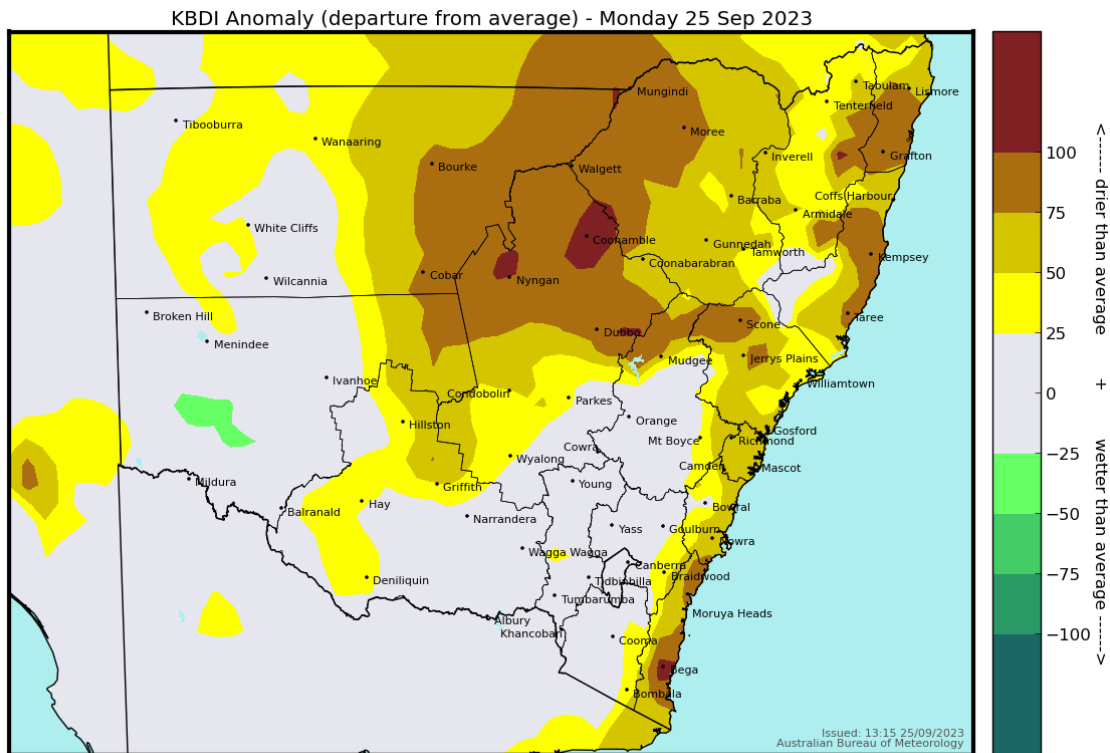 KBDI Anomaly (departure from average) - Monday 25 Sep 2023
Tabulam
Lismore
Mungindi
Tenterfield
Tibooburra
Moree
Wanaaring
Inverell
Grafton
Bourke
Walgett
Coffs Harbour
Barraba
Armidale
White Cliffs
Coonamble
Gunnedah
Tamworth
Kempsey
Coonabarabran
Cobar
Nyngan
Wilcannia
Broken Hill
Taree
Scone
Dubbo
Menindee
Mudgee
Jerrys Plains
Ivanhoe
Williamtown
Condobolin
Parkes
Hillston
Orange
Gosford
Mt Boyce
Richmond
Cowra
Wyalong
Camden
Mascot
Mildura
Griffith
Young
Hay
Bowral
Balranald
Narrandera
Yass
Goulburn
Nowra
Wagga Wagga
Canberra
Braidwood
Deniliquin
Tidbinbilla
Tumbarumba
Moruya Heads
Albury
Khancoban
Cooma
Bega
Bombala
Issued: 13:15 25/09/2023
Australian Bureau of Meteorology
100
75
50
25
0
−25
−50
−75
−100
<------ drier than average + wetter than average ------>